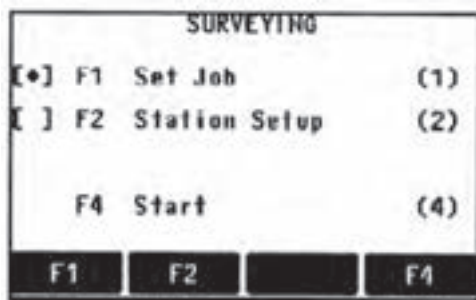 SURVEYING
[•] F1 Set Job (1)
[ ] F2 Station Setup (2)
F4 Start (4)
F1 F2 F4